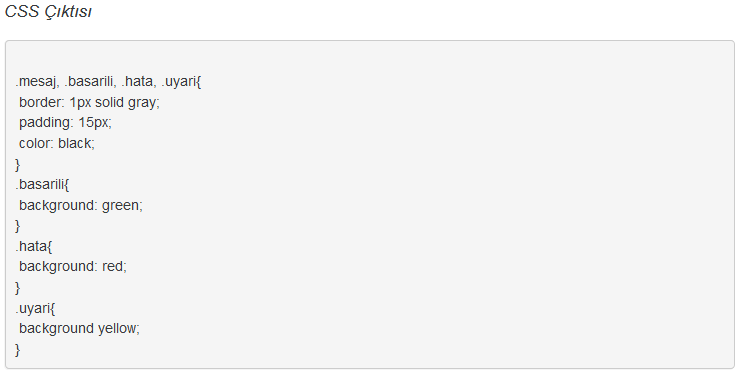 CSS Çıktısı
.mesaj, .basarili, .hata, .uyari{
border: 1px solid gray;
padding: 15px;
color: black;
}
.basarili{
background: green;
}
.hata{
background: red;
}
.uyari{
background yellow;
}